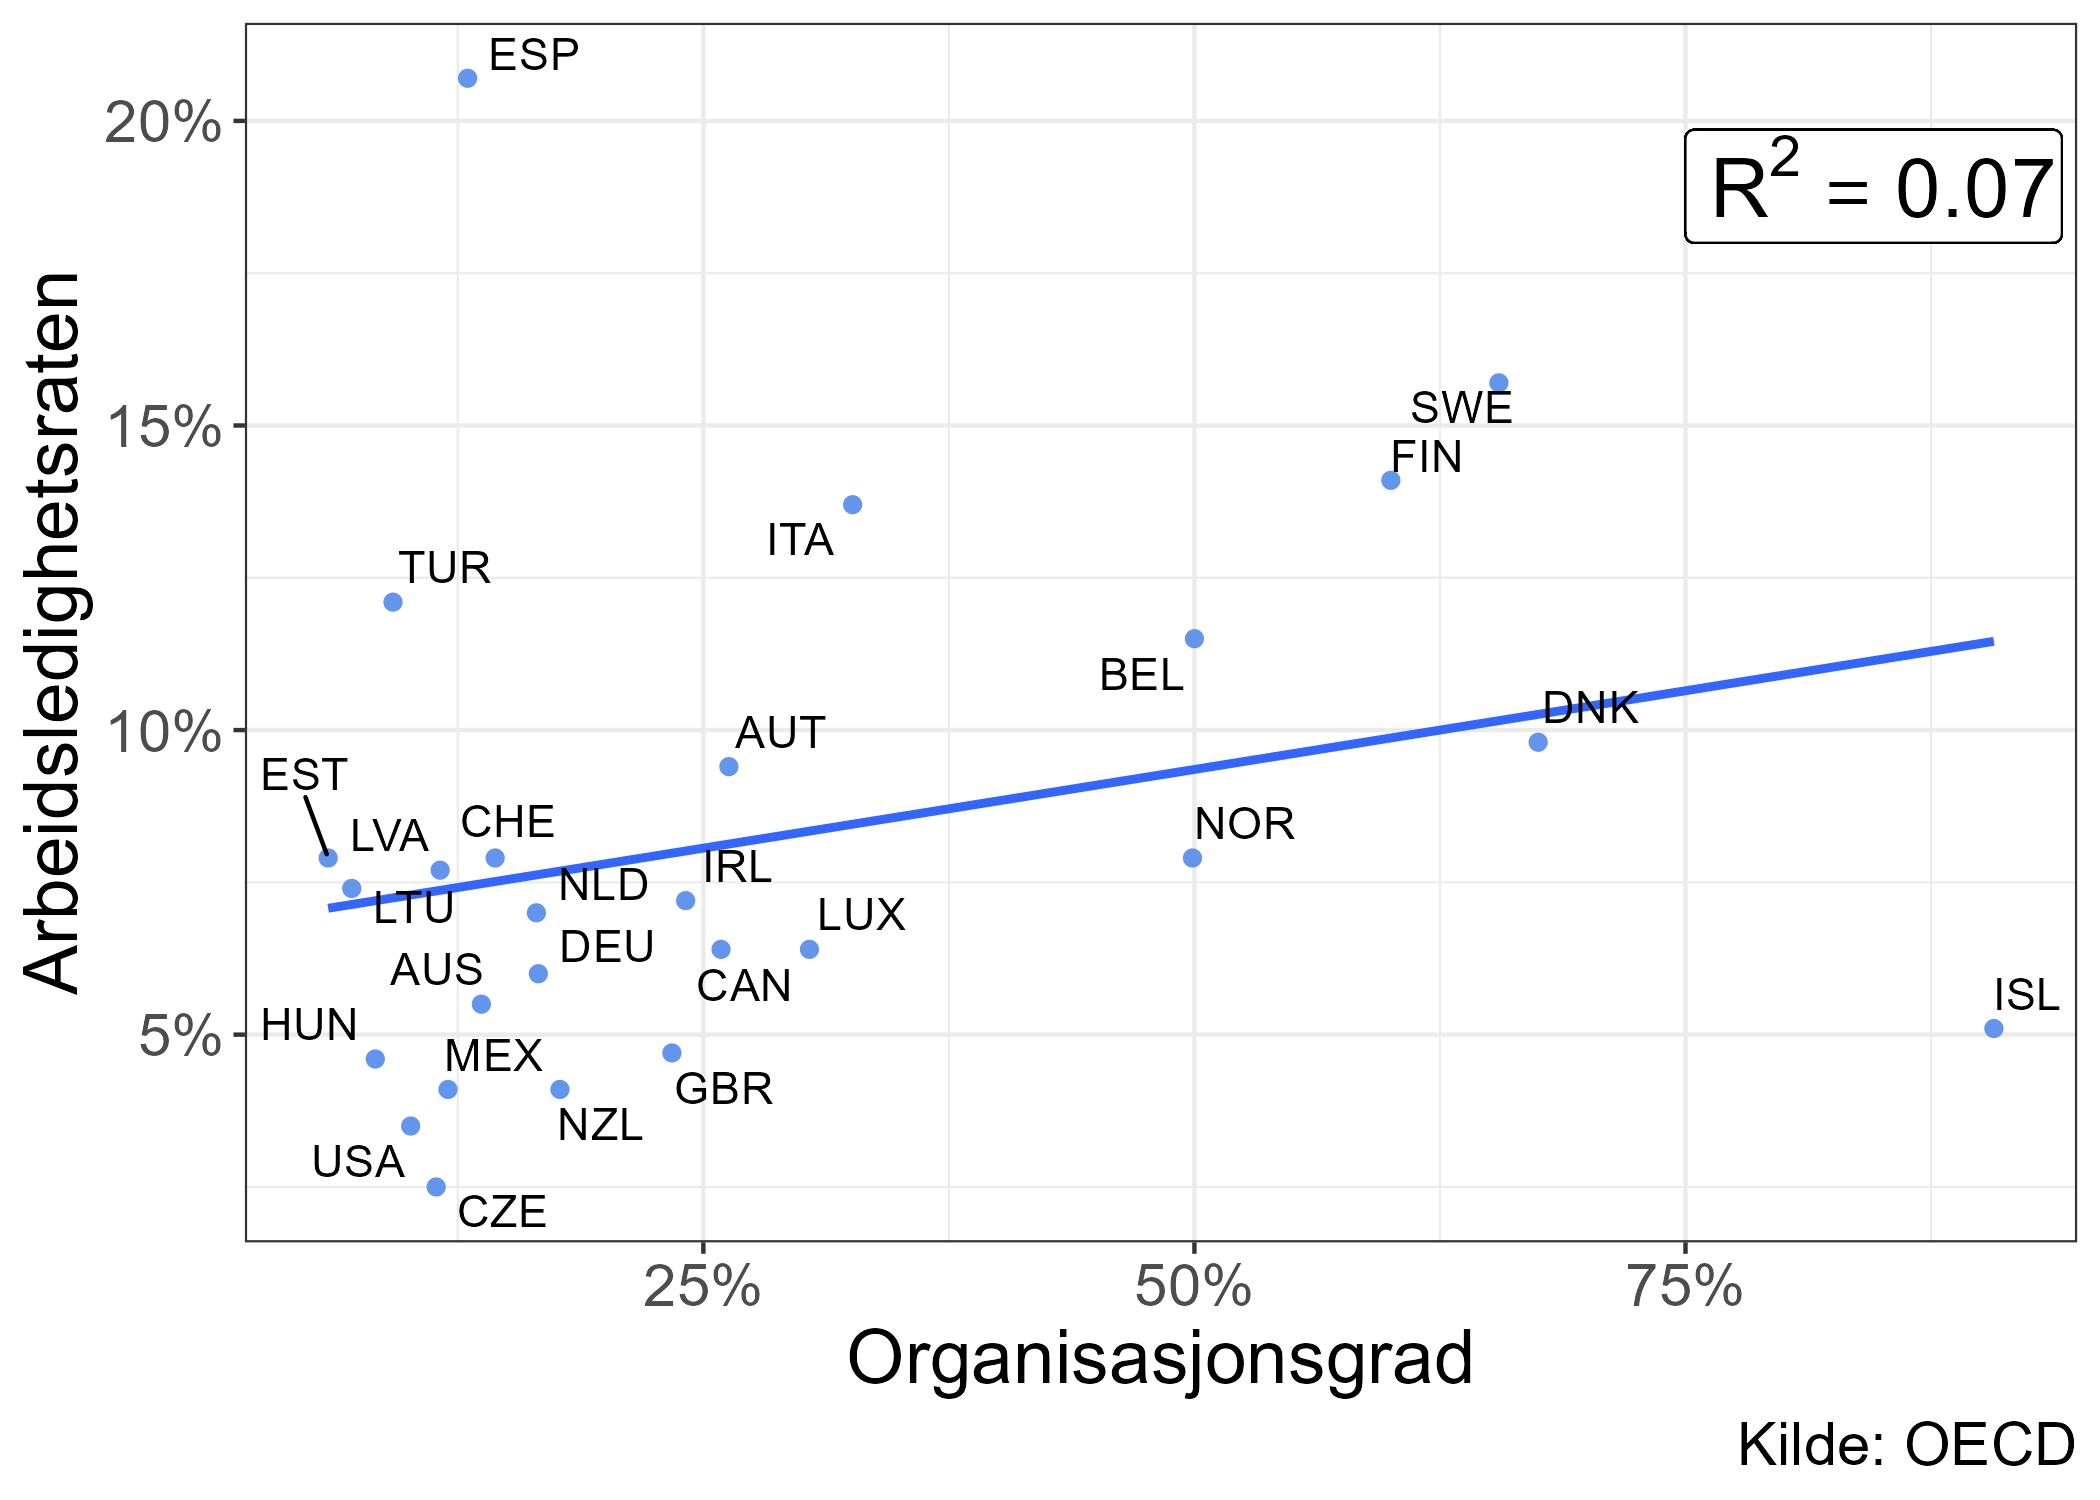 ESP
20%
R² = 0.07
SWE
15%
FIN
ITA
TUR
BEL
DNK
10%
AUT
EST
LVA
CHE
NOR
IRL
NLD
LTU
LUX
DEU
AUS
CAN
ISL
5%
HUN
MEX
GBR
NZL
USA
CZE
25%
50%
75%
Arbeidsledighetsraten
Organisasjonsgrad
Kilde: OECD